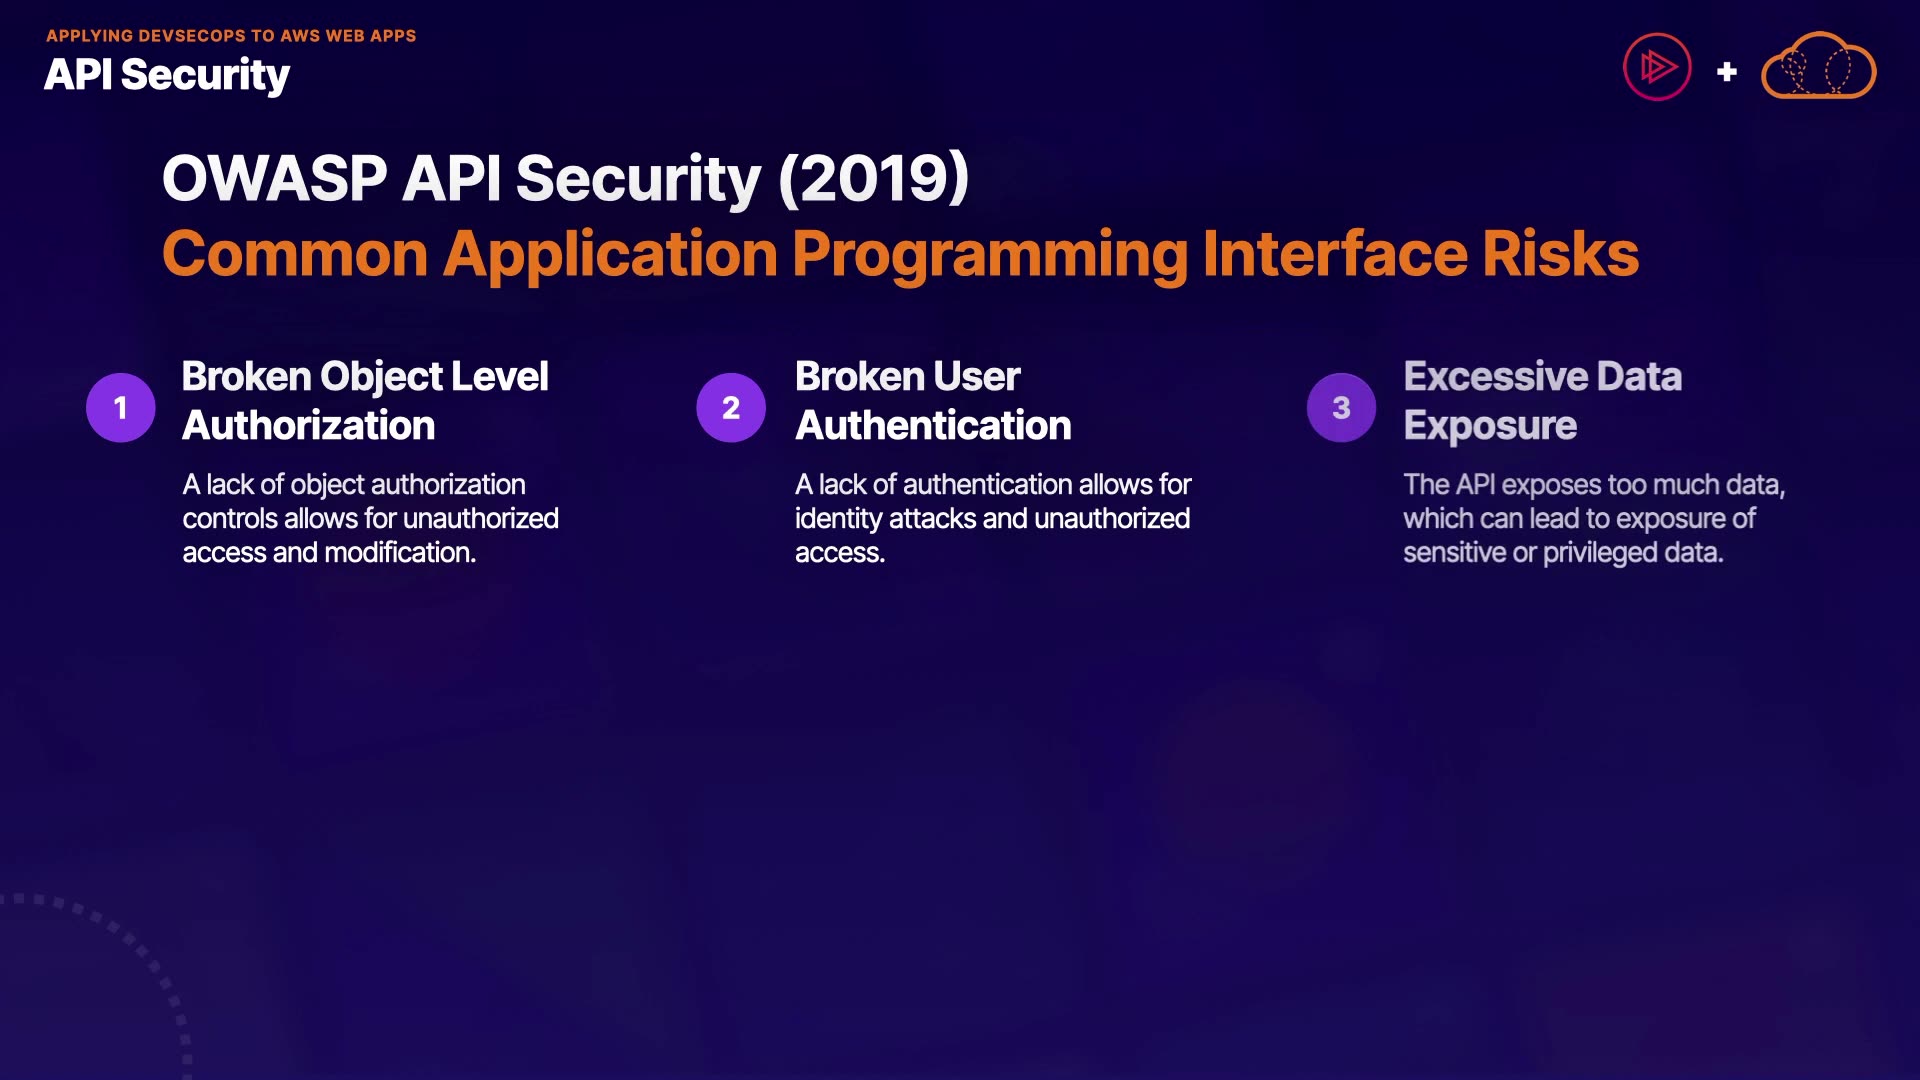 APPLYING DEVSECOPS TO AWS WEB APPS
API Security
+
OWASP API Security (2019)
Common Application Programming Interface Risks
1
Broken Object Level
Authorization
A lack of object authorization
controls allows for unauthorized
access and modification.
2
Broken User
Authentication
A lack of authentication allows for
identity attacks and unauthorized
access.
3
Excessive Data
Exposure
The API exposes too much data,
which can lead to exposure of
sensitive or privileged data.